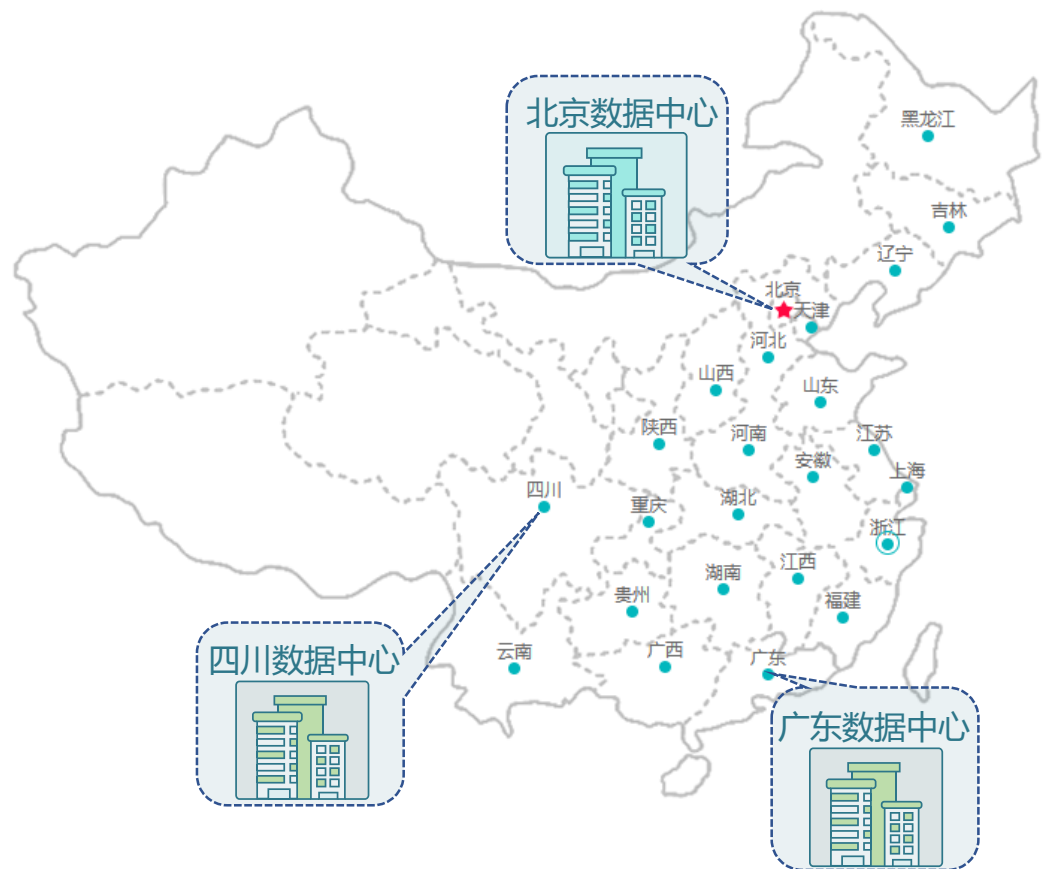 北京数据中心
黑龙江
吉林
辽宁
北京
天津
河北
山西
山东
陕西
河南
江苏
安徽
上海
四川
重庆
湖北
浙江
江西
湖南
贵州
福建
云南
广西
广东
四川数据中心
广东数据中心